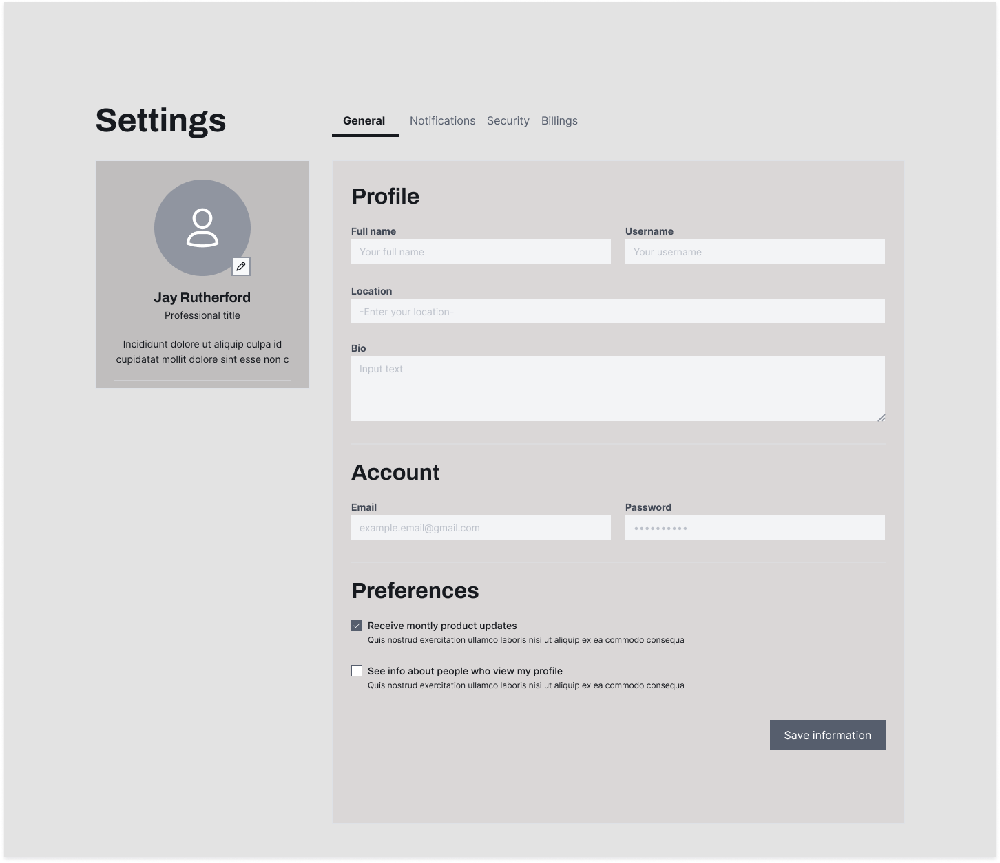 Settings
General Notifications Security Billings
Jay Rutherford
Professional title
Incididunt dolore ut aliquip culpa id
cupidatat mollit dolore sint esse non c
Profile
Full name
Your full name
Username
Your username
Location
-Enter your location-
Bio
Input text
Account
Email
example.email@gmail.com
Password
••••••••••
Preferences
Receive montly product updates
Quis nostrud exercitation ullamco laboris nisi ut aliquip ex ea commodo consequa
See info about people who view my profile
Quis nostrud exercitation ullamco laboris nisi ut aliquip ex ea commodo consequa
Save information